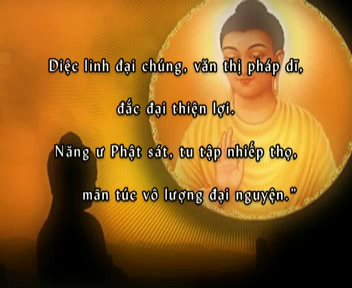 Diệc linh đại chúng, văn thị pháp dĩ,
đắc đại thiện lợi.
Năng ư Phật sát, tu tập nhiếp thọ,
mãn túc vô lượng đại nguyện.”